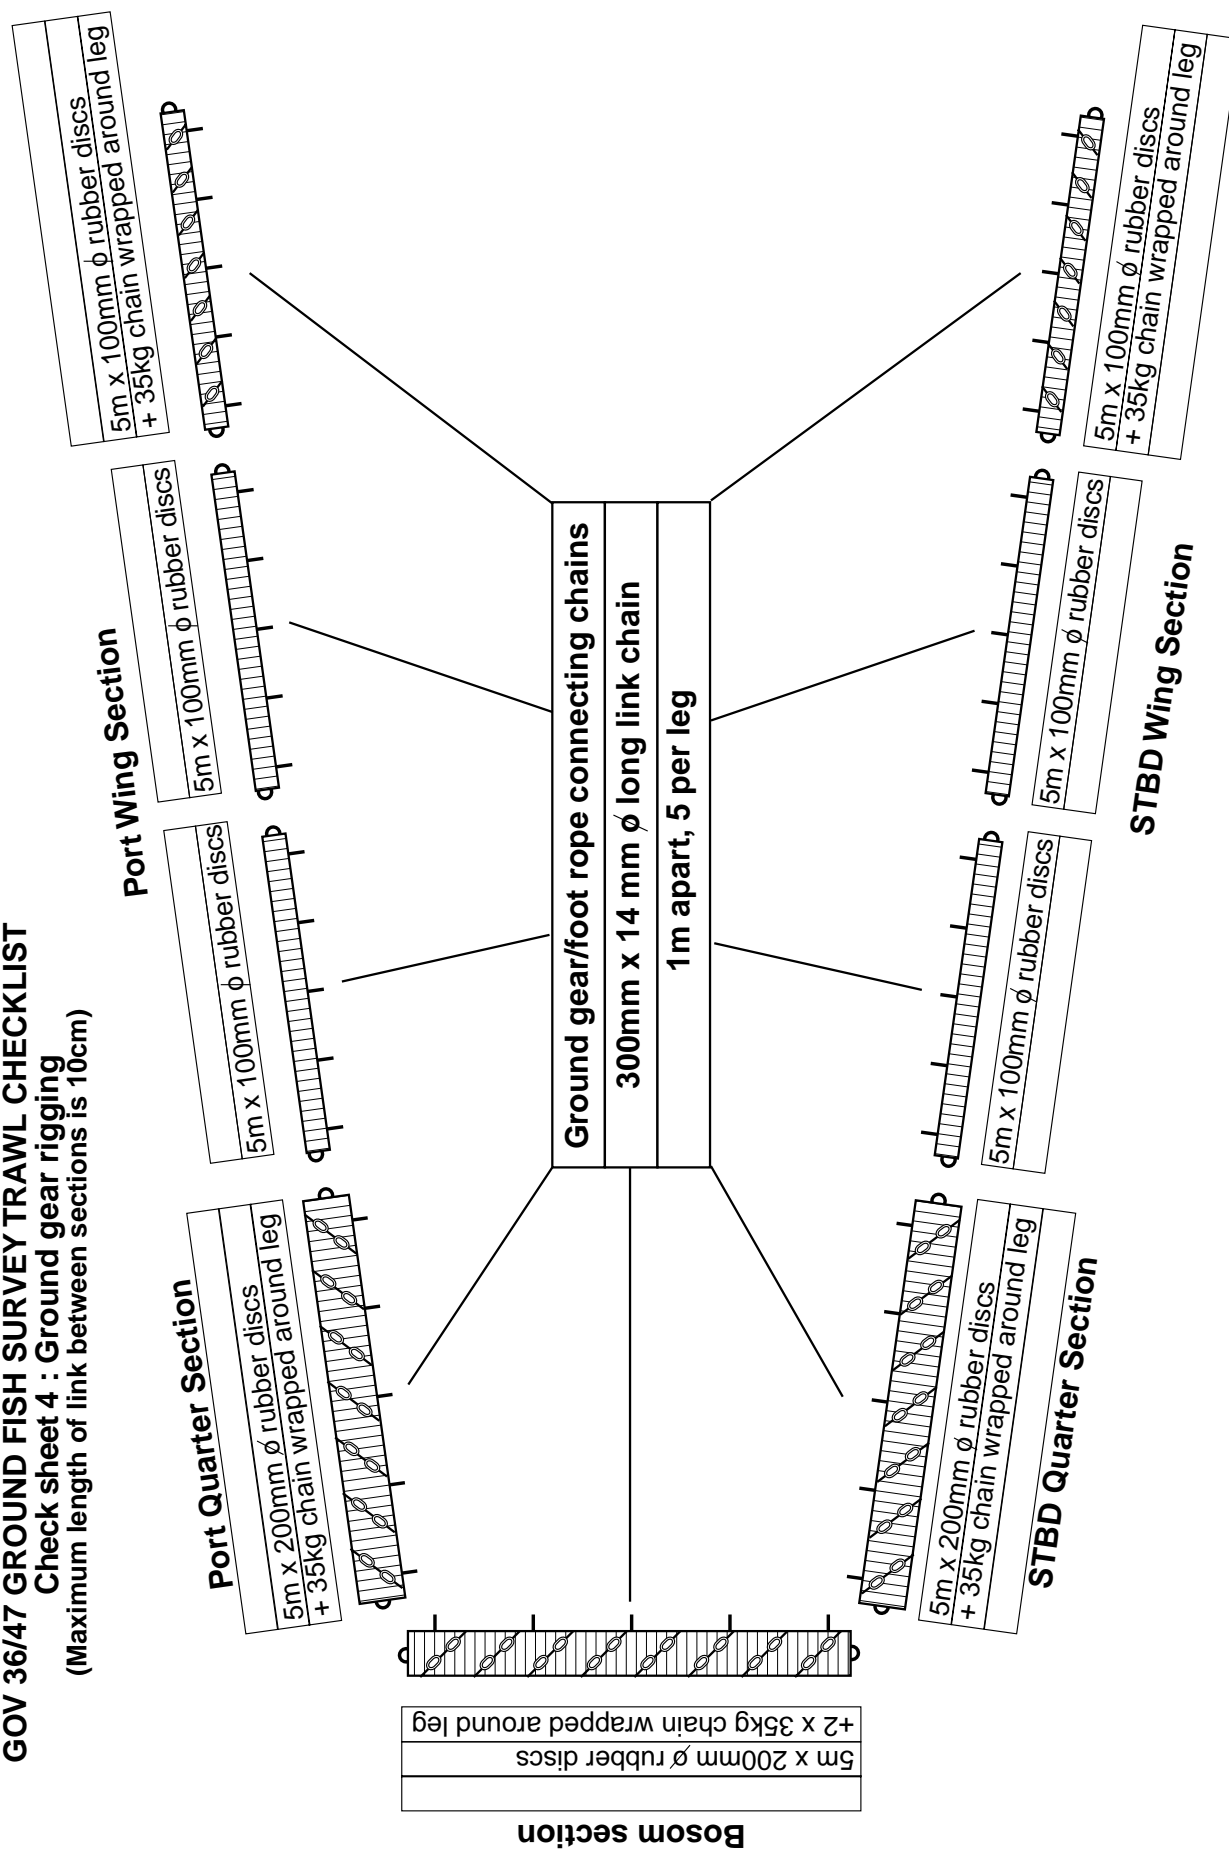 GOV 36/47 GROUND FISH SURVEY TRAWL CHECKLIST
Check sheet 4 : Ground gear rigging
(Maximum length of link between sections is 10cm)
Port Quarter Section
5m x 200mm ø rubber discs
+ 35kg chain wrapped around leg
Port Wing Section
5m x 100mm ø rubber discs
5m x 100mm ø rubber discs
5m x 100mm ø rubber discs
+ 35kg chain wrapped around leg
Bosom section
5m x 200mm ø rubber discs
+2 x 35kg chain wrapped around leg
Ground gear/foot rope connecting chains
300mm x 14 mm ø long link chain
1m apart, 5 per leg
5m x 200mm ø rubber discs
+ 35kg chain wrapped around leg
STBD Quarter Section
5m x 100mm ø rubber discs
5m x 100mm ø rubber discs
5m x 100mm ø rubber discs
+ 35kg chain wrapped around leg
STBD Wing Section